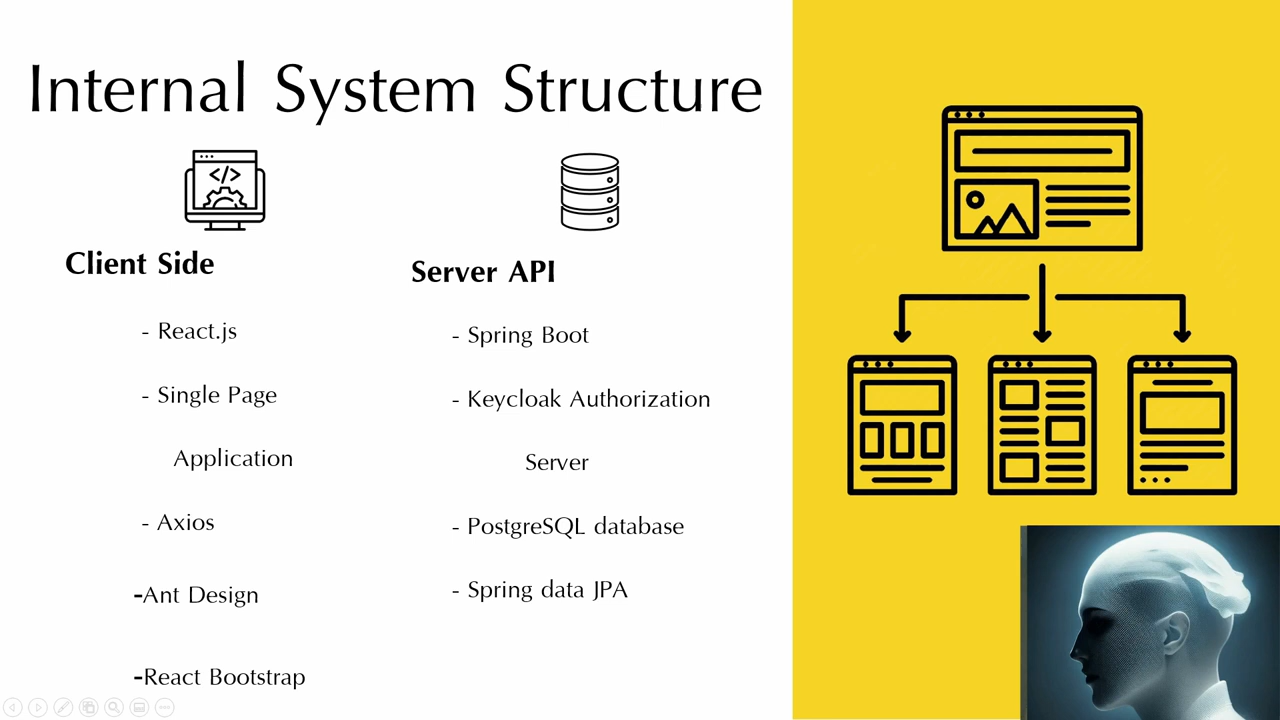 Internal System Structure
</>
Client Side
- React.js
- Single Page
Application
- Axios
-Ant Design
-React Bootstrap
Server API
- Spring Boot
- Keycloak Authorization
Server
- PostgreSQL database
- Spring data JPA